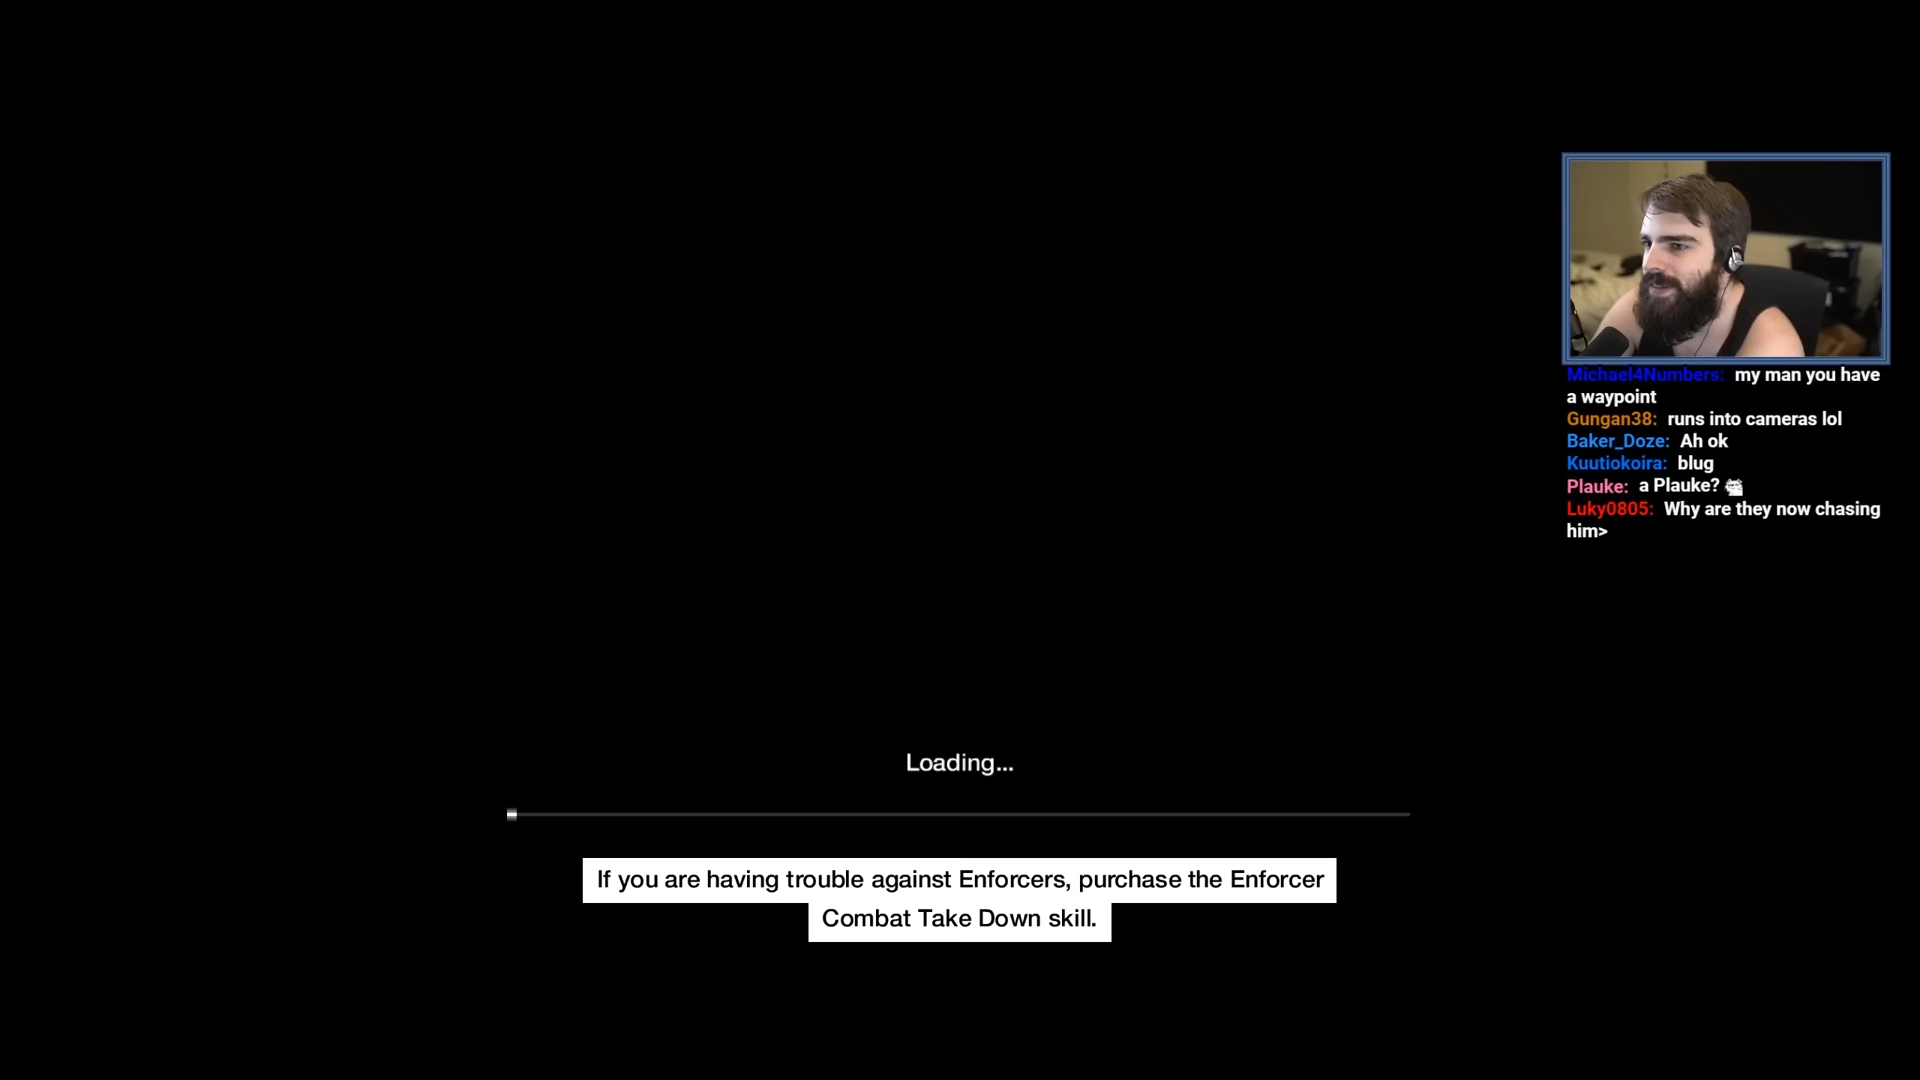 Michael4Numbers: my man you have
a waypoint
Gungan38: runs into cameras lol
Baker_Doze: Ah ok
Kuutiokoira: blug
Plauke: a Plauke?
Luky0805: Why are they now chasing
him>
Loading...
If you are having trouble against Enforcers, purchase the Enforcer
Combat Take Down skill.